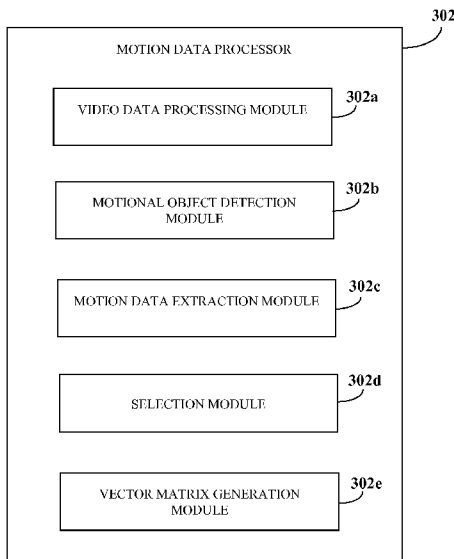 302
MOTION DATA PROCESSOR
302a
VIDEO DATA PROCESSING MODULE
302b
MOTIONAL OBJECT DETECTION
MODULE
302c
MOTION DATA EXTRACTION MODULE
302d
SELECTION MODULE
302e
VECTOR MATRIX GENERATION
MODULE